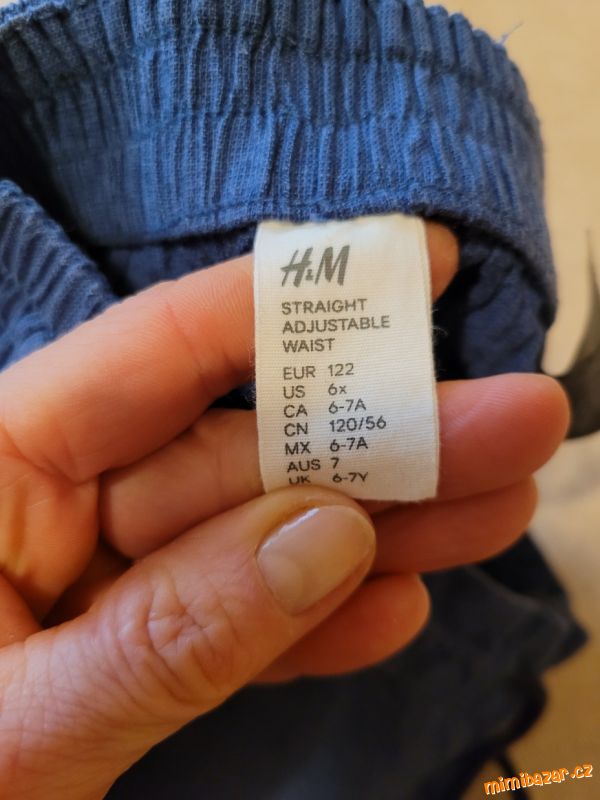 H&M
STRAIGHT
ADJUSTABLE
WAIST
EUR 122
US 6x
CA 6-7A
CN 120/56
MX 6-7A
AUS 7
UK 6-7Y
mimibazar.cz